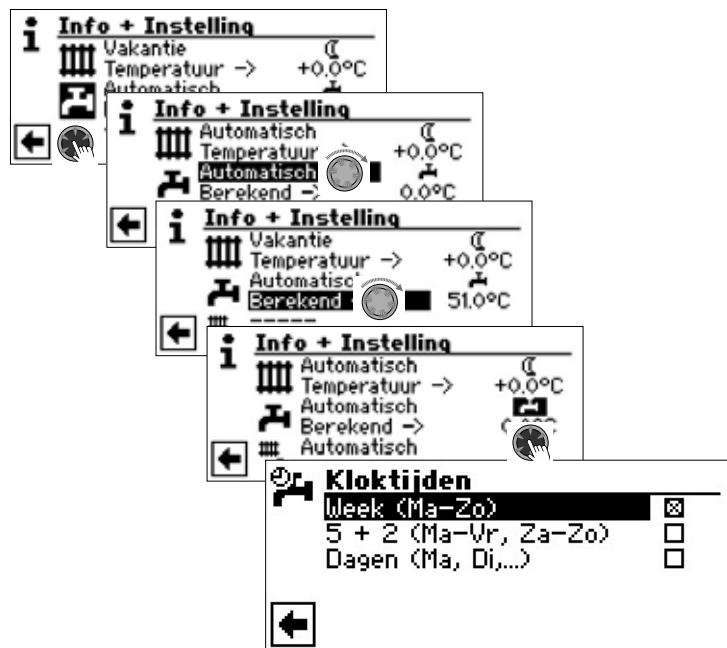 Info + Instelling
Vakantie
Temperatuur -> +0.0°C
Automatisch
Info + Instelling
Automatisch
Temperatuur +0.0°C
Automatisch
Berekend -> 0.0°C
Info + Instelling
Vakantie
Temperatuur -> +0.0°C
Berekend 51.0°C
-----
Info + Instelling
Automatisch
Temperatuur -> +0.0°C
Automatisch
Berekend ->
Automatisch
Kloktijden
Week (Ma-Zo)
5 + 2 (Ma-Vr, Za-Zo)
Dagen (Ma, Di,...)